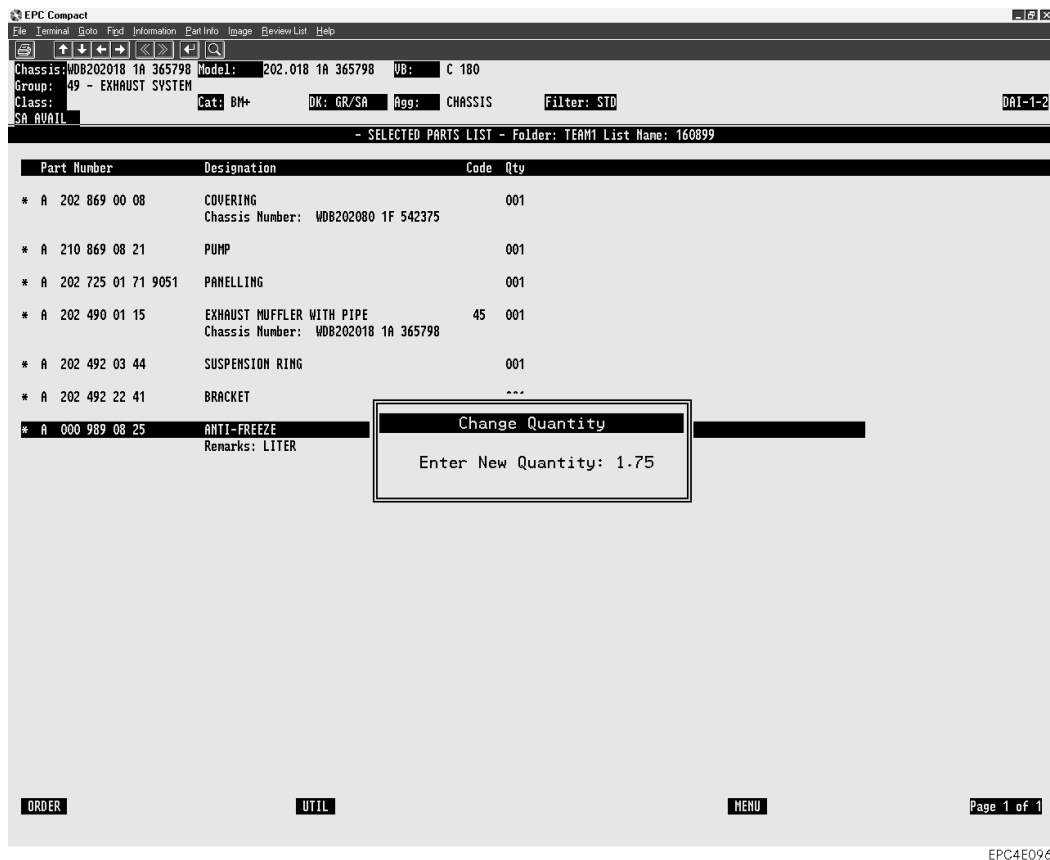 EPC Compact
File Terminal Goto Find Information Part Info Image Review List Help
Chassis: WDB202018 1A 365798 Model: 202.018 1A 365798 VB: C 180
Group: 49 - EXHAUST SYSTEM
Class: Cat: BM+ DK: GR/SA Agg: CHASSIS Filter: STD DAI-1-2
SA AVAIL
- SELECTED PARTS LIST - Folder: TEAM1 List Name: 160899
Part Number Designation Code Qty
* A 202 869 00 08 COVERING 001
Chassis Number: WDB202080 1F 542375
* A 210 869 08 21 PUMP 001
* A 202 725 01 71 9051 PANELLING 001
* A 202 490 01 15 EXHAUST MUFFLER WITH PIPE 45 001
Chassis Number: WDB202018 1A 365798
* A 202 492 03 44 SUSPENSION RING 001
* A 202 492 22 41 BRACKET
* A 000 989 08 25 ANTI-FREEZE
Remarks: LITER
Change Quantity
Enter New Quantity: 1.75
ORDER UTIL MENU Page 1 of 1
EPC4E096